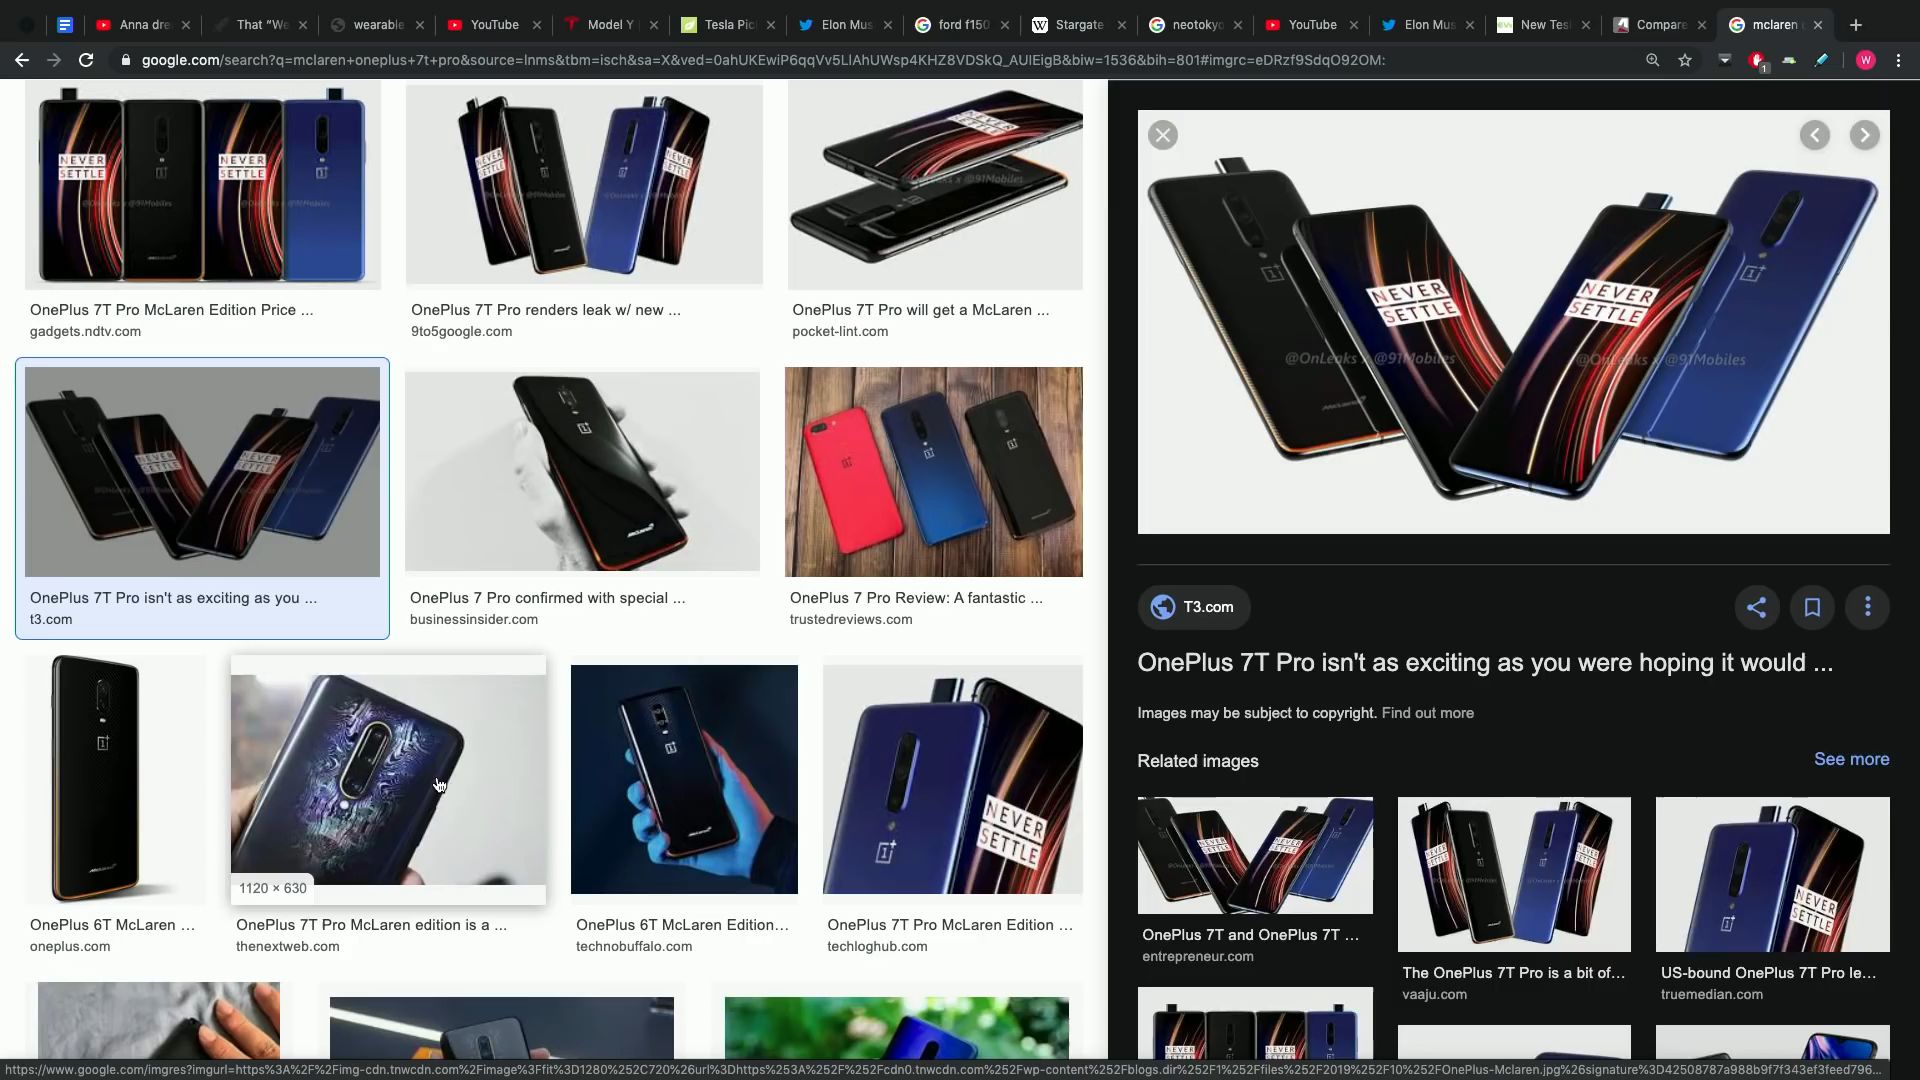 Anna dre
That “We
wearable
YouTube
Model Y
Tesla Pic
Elon Mus
ford f150
Stargate
neotokyo
YouTube
Elon Mus
New Tes
Compare
mclaren
google.com/search?q=mclaren+oneplus+7t+pro&source=lnms&tbm=isch&sa=X&ved=0ahUKEwiP6qqVv5LlAhUWsp4KHZ8VDSkQ_AUIEigB&biw=1536&bih=801#imgrc=eDRzf9SdqO92OM:
1
W
NEVER
SETTLE
NEVER
SETTLE
@OnLeaks x @91Mobiles
OnePlus 7T Pro McLaren Edition Price ...
gadgets.ndtv.com
OnePlus 7T Pro renders leak w/ new ...
9to5google.com
OnePlus 7T Pro will get a McLaren ...
pocket-lint.com
NEVER
SETTLE
NEVER
SETTLE
@OnLeaks x @91Mobiles
@OnLeaks x @91Mobiles
OnePlus 7T Pro isn't as exciting as you ...
t3.com
OnePlus 7 Pro confirmed with special ...
businessinsider.com
OnePlus 7 Pro Review: A fantastic ...
trustedreviews.com
T3.com
OnePlus 7T Pro isn't as exciting as you were hoping it would ...
Images may be subject to copyright. Find out more
Related images
See more
1120 × 630
NEVER
SETTLE
OnePlus 6T McLaren ...
oneplus.com
OnePlus 7T Pro McLaren edition is a ...
thenextweb.com
OnePlus 6T McLaren Edition...
technobuffalo.com
OnePlus 7T Pro McLaren Edition ...
techloghub.com
OnePlus 7T and OnePlus 7T ...
entrepreneur.com
The OnePlus 7T Pro is a bit of...
vaaju.com
US-bound OnePlus 7T Pro le...
truemedian.com